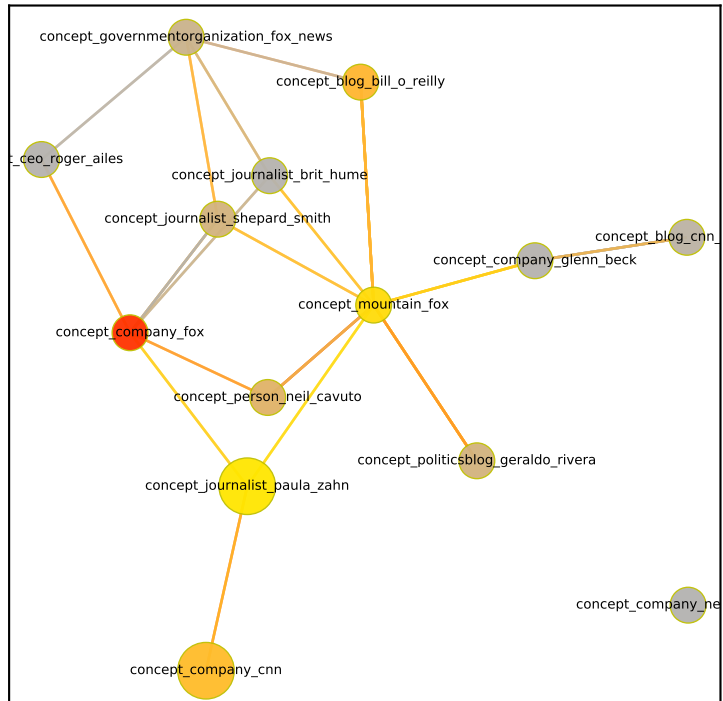 concept_governmentorganization_fox_news
concept_blog_bill_o_reilly
t_ceo_roger_ailes
concept_journalist_brit_hume
concept_journalist_shepard_smith
concept_blog_cnn_
concept_company_glenn_beck
concept_mountain_fox
concept_company_fox
concept_person_neil_cavuto
concept_politicsblog_geraldo_rivera
concept_journalist_paula_zahn
concept_company_ne
concept_company_cnn